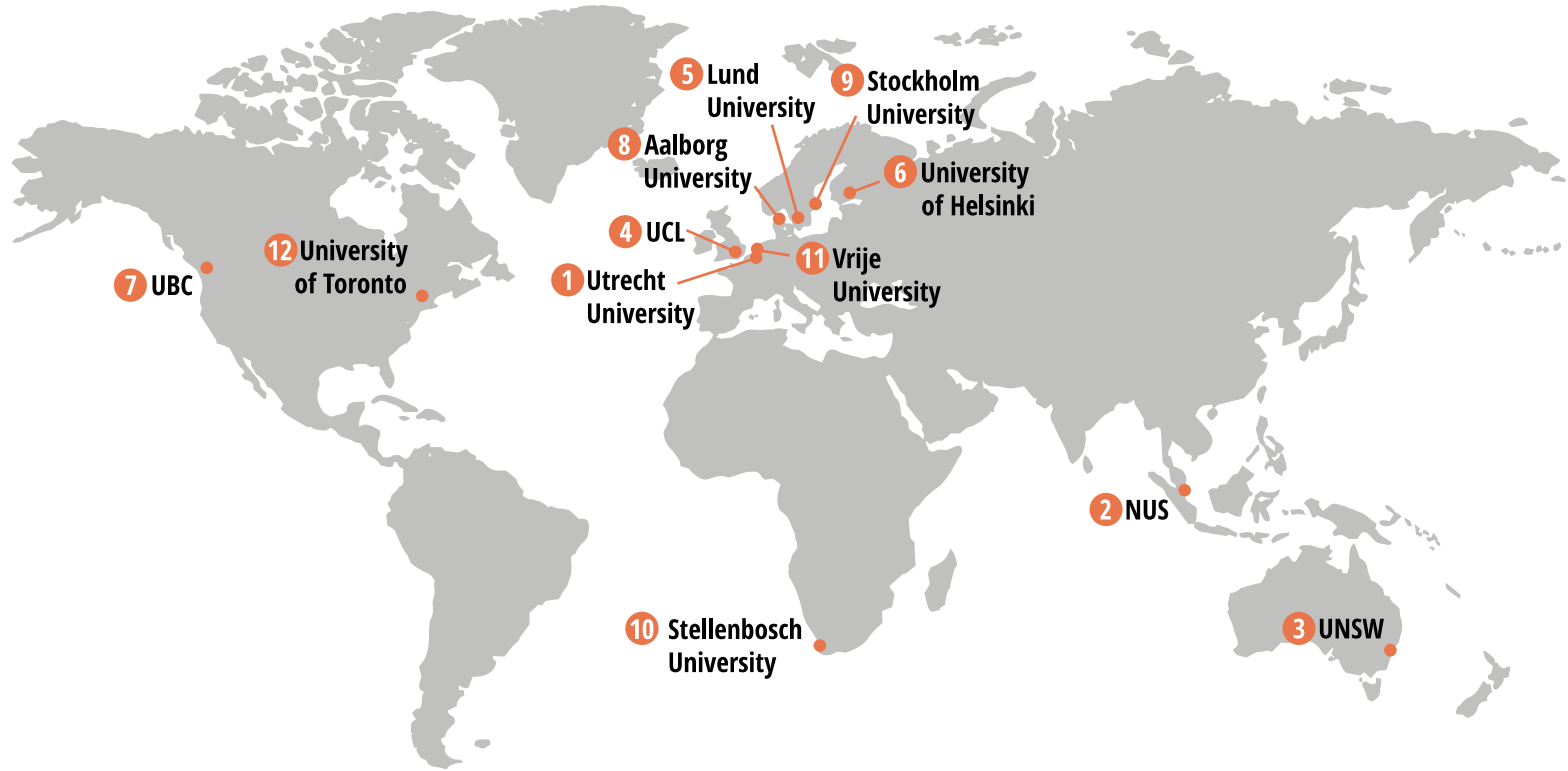 5 Lund
University
9 Stockholm
University
8 Aalborg
University
6 University
of Helsinki
4 UCL
12 University
of Toronto
11 Vrije
University
7 UBC
1 Utrecht
University
2 NUS
10 Stellenbosch
University
3 UNSW